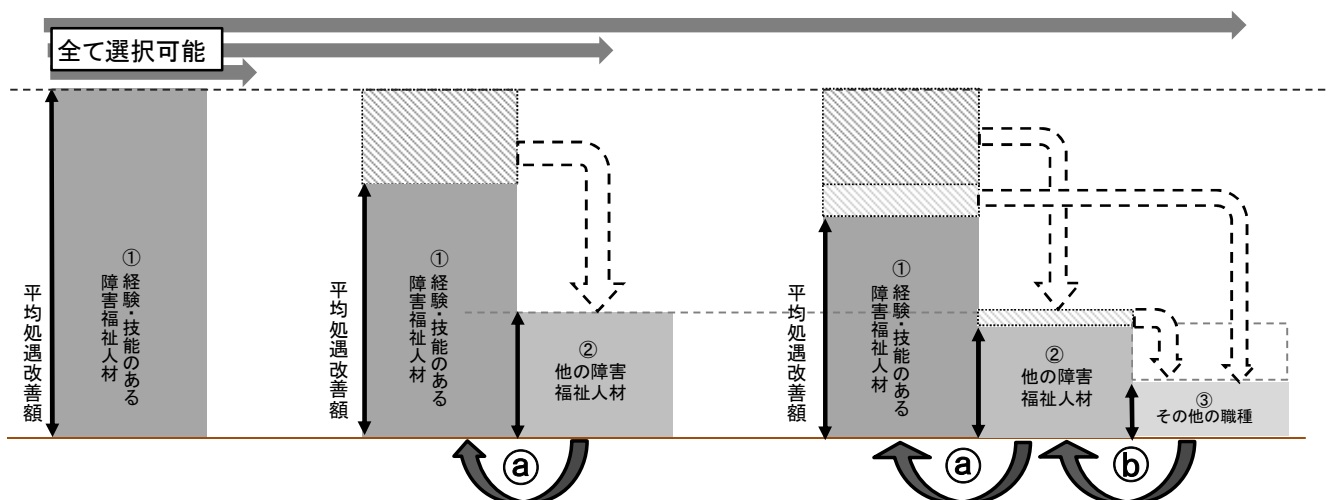 全て選択可能
平均処遇改善額
①経験・技能のある
障害福祉人材
平均処遇改善額
①経験・技能のある
障害福祉人材
②
他の障害
福祉人材
平均処遇改善額
①経験・技能のある
障害福祉人材
②
他の障害
福祉人材
③
その他の職種
ⓐ
ⓐ
ⓑ